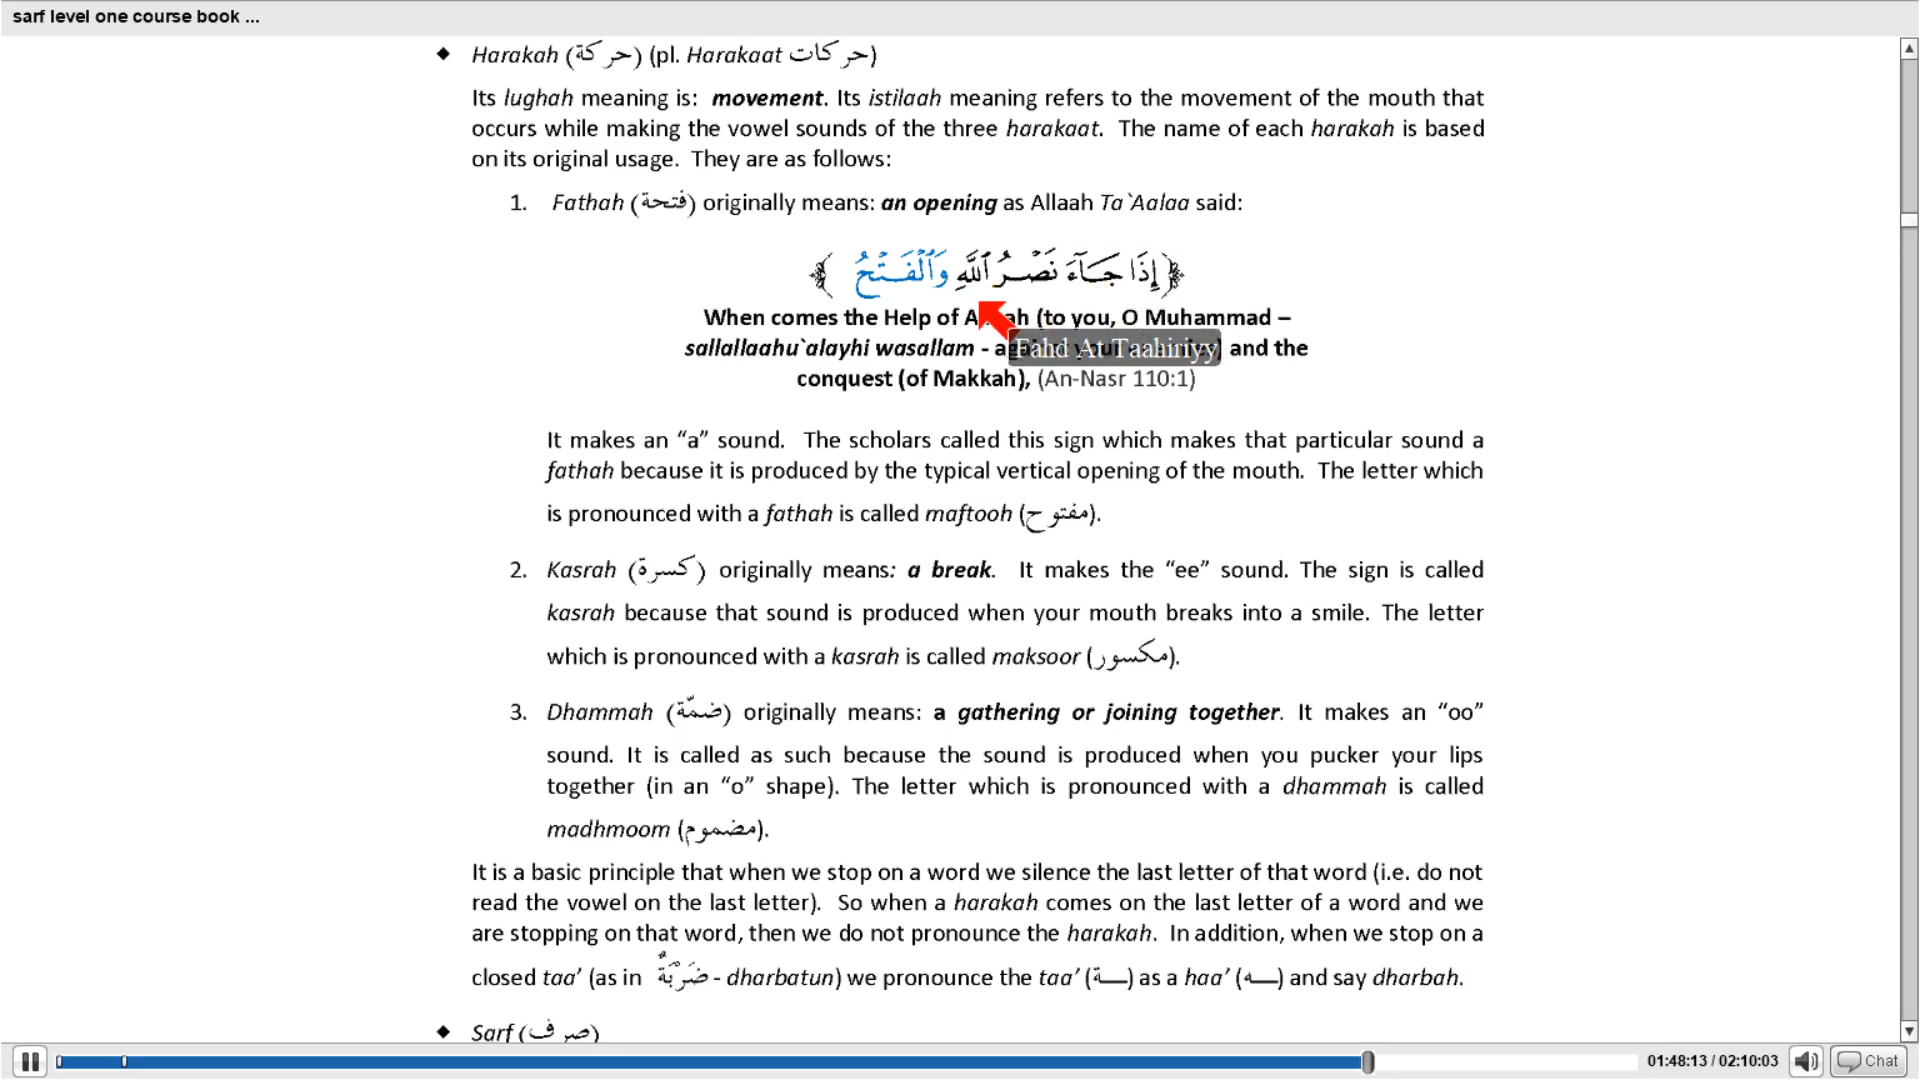 sarf level one course book ...
◆ Harakah (حركة) (pl. Harakaat حركات)
Its lughah meaning is: movement. Its istilaah meaning refers to the movement of the mouth that
occurs while making the vowel sounds of the three harakaat. The name of each harakah is based
on its original usage. They are as follows:
1. Fathah (فتحة) originally means: an opening as Allaah Ta`Aalaa said:
﴿إِذَا جَآءَ نَصْرُ ٱللَّهِ وَٱلْفَتْحُ ﴾
When comes the Help of Allah (to you, O Muhammad –
sallallaahu`alayhi wasallam - against your and the
Fahd At Taahiriyy
conquest (of Makkah), (An-Nasr 110:1)
It makes an “a” sound. The scholars called this sign which makes that particular sound a
fathah because it is produced by the typical vertical opening of the mouth. The letter which
is pronounced with a fathah is called maftooh (مفتوح).
2. Kasrah (كسرة) originally means: a break. It makes the “ee” sound. The sign is called
kasrah because that sound is produced when your mouth breaks into a smile. The letter
which is pronounced with a kasrah is called maksoor (مكسور).
3. Dhammah (ضمّة) originally means: a gathering or joining together. It makes an “oo”
sound. It is called as such because the sound is produced when you pucker your lips
together (in an “o” shape). The letter which is pronounced with a dhammah is called
madhmoom (مضموم).
It is a basic principle that when we stop on a word we silence the last letter of that word (i.e. do not
read the vowel on the last letter). So when a harakah comes on the last letter of a word and we
are stopping on that word, then we do not pronounce the harakah. In addition, when we stop on a
closed taa’ (as in ضَرْبَةٌ - dharbatun) we pronounce the taa’ (ـة) as a haa’ (ـه) and say dharbah.
◆ Sarf (صرف)
01:48:13 / 02:10:03 Chat